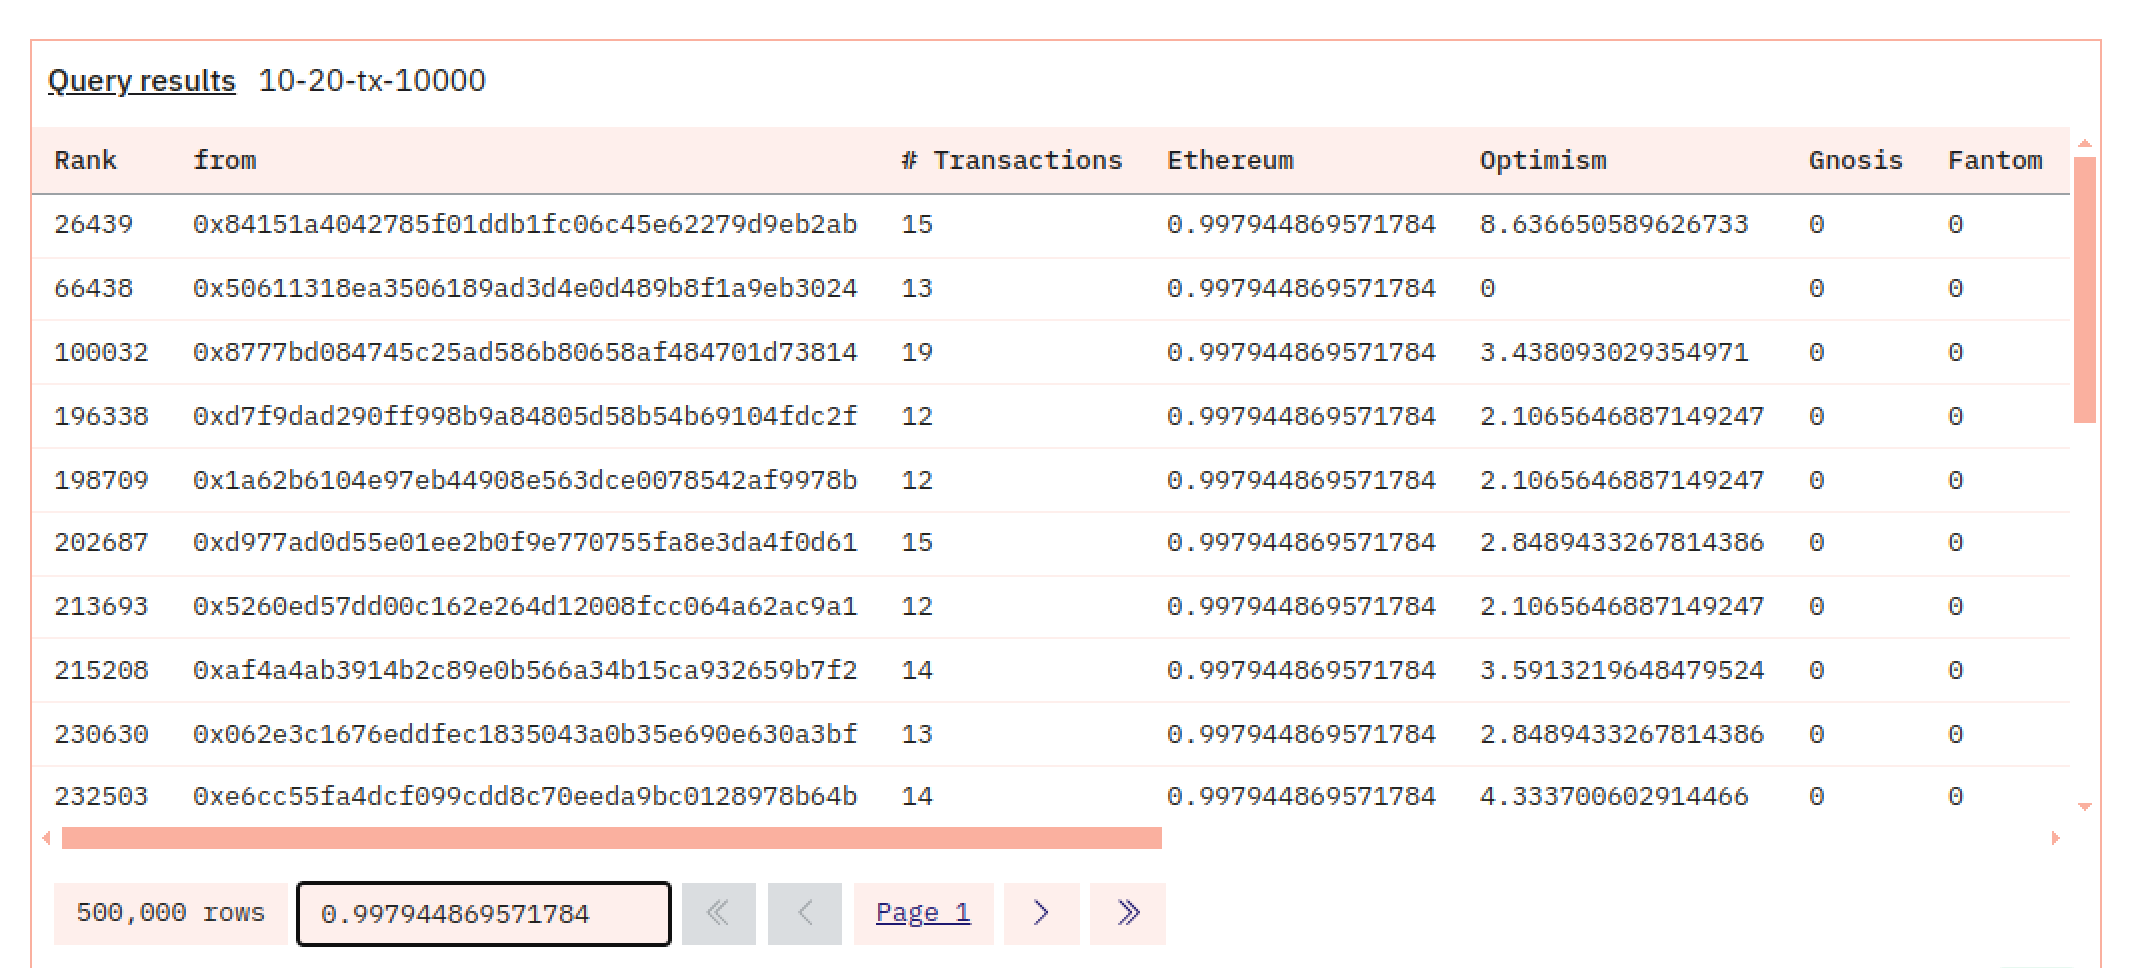 Query results 10-20-tx-10000
Rank from # Transactions Ethereum Optimism Gnosis Fantom
26439 0x84151a4042785f01ddb1fc06c45e62279d9eb2ab 15 0.997944869571784 8.636650589626733 0 0
66438 0x50611318ea3506189ad3d4e0d489b8f1a9eb3024 13 0.997944869571784 0 0 0
100032 0x8777bd084745c25ad586b80658af484701d73814 19 0.997944869571784 3.438093029354971 0 0
196338 0xd7f9dad290ff998b9a84805d58b54b69104fdc2f 12 0.997944869571784 2.1065646887149247 0 0
198709 0x1a62b6104e97eb44908e563dce0078542af9978b 12 0.997944869571784 2.1065646887149247 0 0
202687 0xd977ad0d55e01ee2b0f9e770755fa8e3da4f0d61 15 0.997944869571784 2.8489433267814386 0 0
213693 0x5260ed57dd00c162e264d12008fcc064a62ac9a1 12 0.997944869571784 2.1065646887149247 0 0
215208 0xaf4a4ab3914b2c89e0b566a34b15ca932659b7f2 14 0.997944869571784 3.5913219648479524 0 0
230630 0x062e3c1676eddfec1835043a0b35e690e630a3bf 13 0.997944869571784 2.8489433267814386 0 0
232503 0xe6cc55fa4dcf099cdd8c70eeda9bc0128978b64b 14 0.997944869571784 4.333700602914466 0 0
500,000 rows 0.997944869571784 Page 1